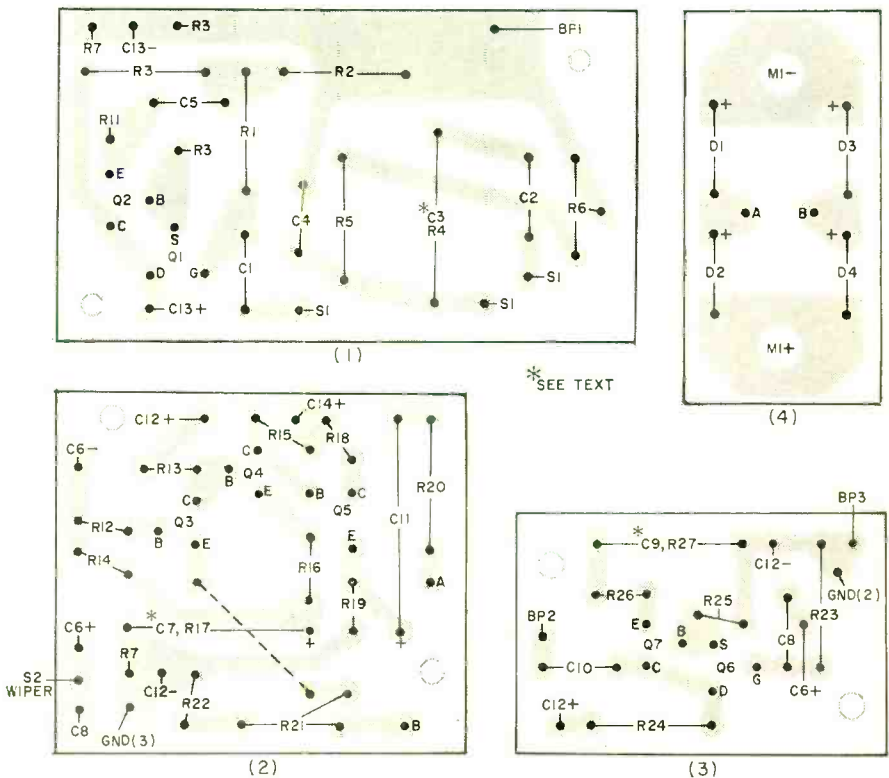 R7
C13-
R3
BP1
R3
R2
C5
R11
R1
R3
E
Q2
B
C
S
Q1
D
G
C13+
C1
C4
S1
R5
*
C3
R4
C2
R6
S1
S1
(1)
*SEE TEXT
M1-
+
+
D1
D3
A
B
+
+
D2
D4
M1+
(4)
C12+
C14+
R15
R18
C6-
R13
C
B
Q4
E
B
C
Q5
C11
R20
C
Q3
R12
B
E
E
R14
R16
R19
A
*
C7, R17
+
+
C6+
S2
WIPER
R7
C12-
R22
C8
GND(3)
R21
B
(2)
BP3
*
C9, R27
C12-
GND(2)
R26
R25
BP2
E
B
S
Q7
C8
R23
C10
C
Q6
G
C6+
D
C12+
R24
(3)